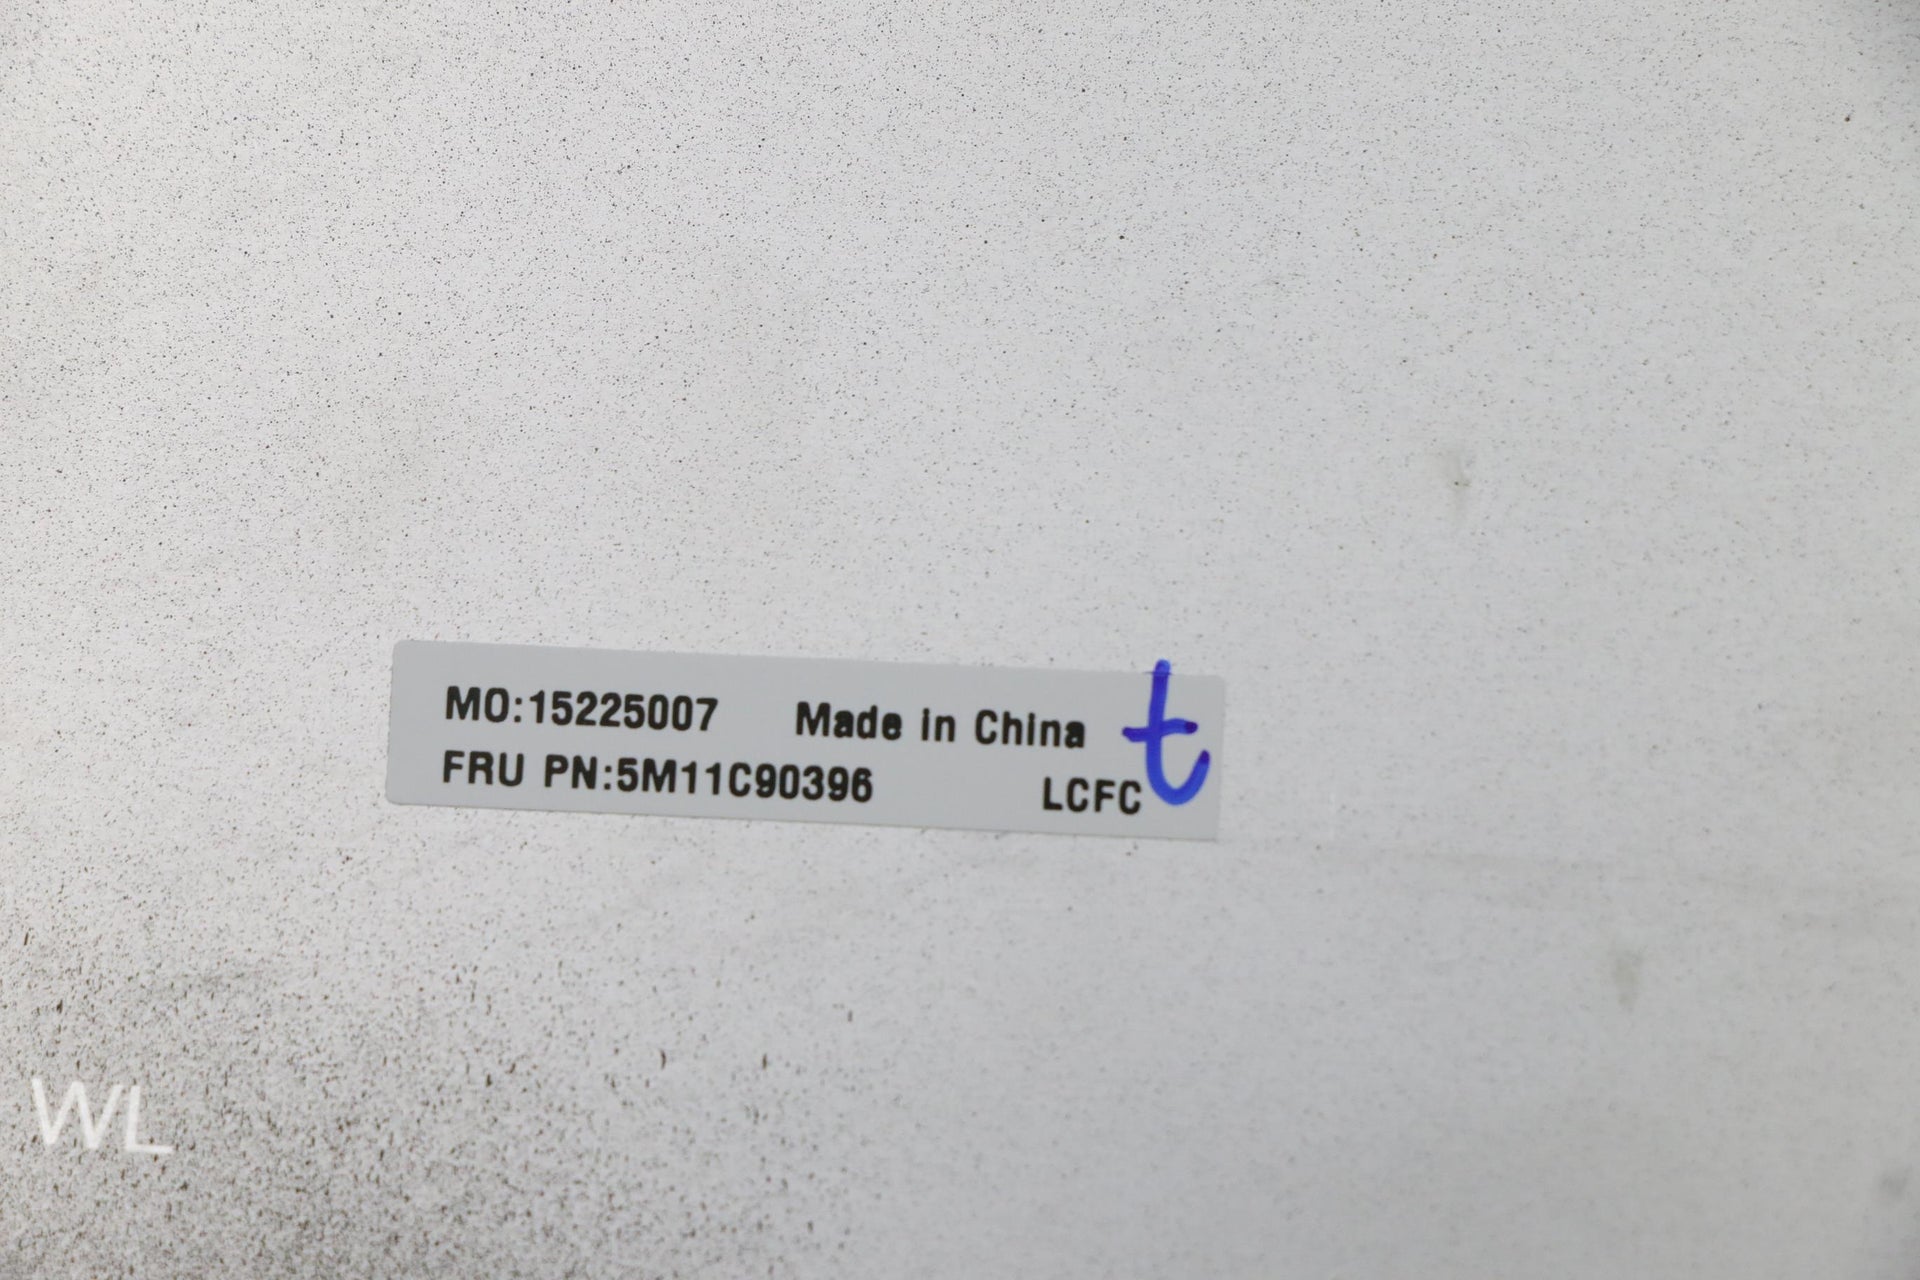 MO:15225007 Made in China t
FRU PN:5M11C90396 LCFC
WL